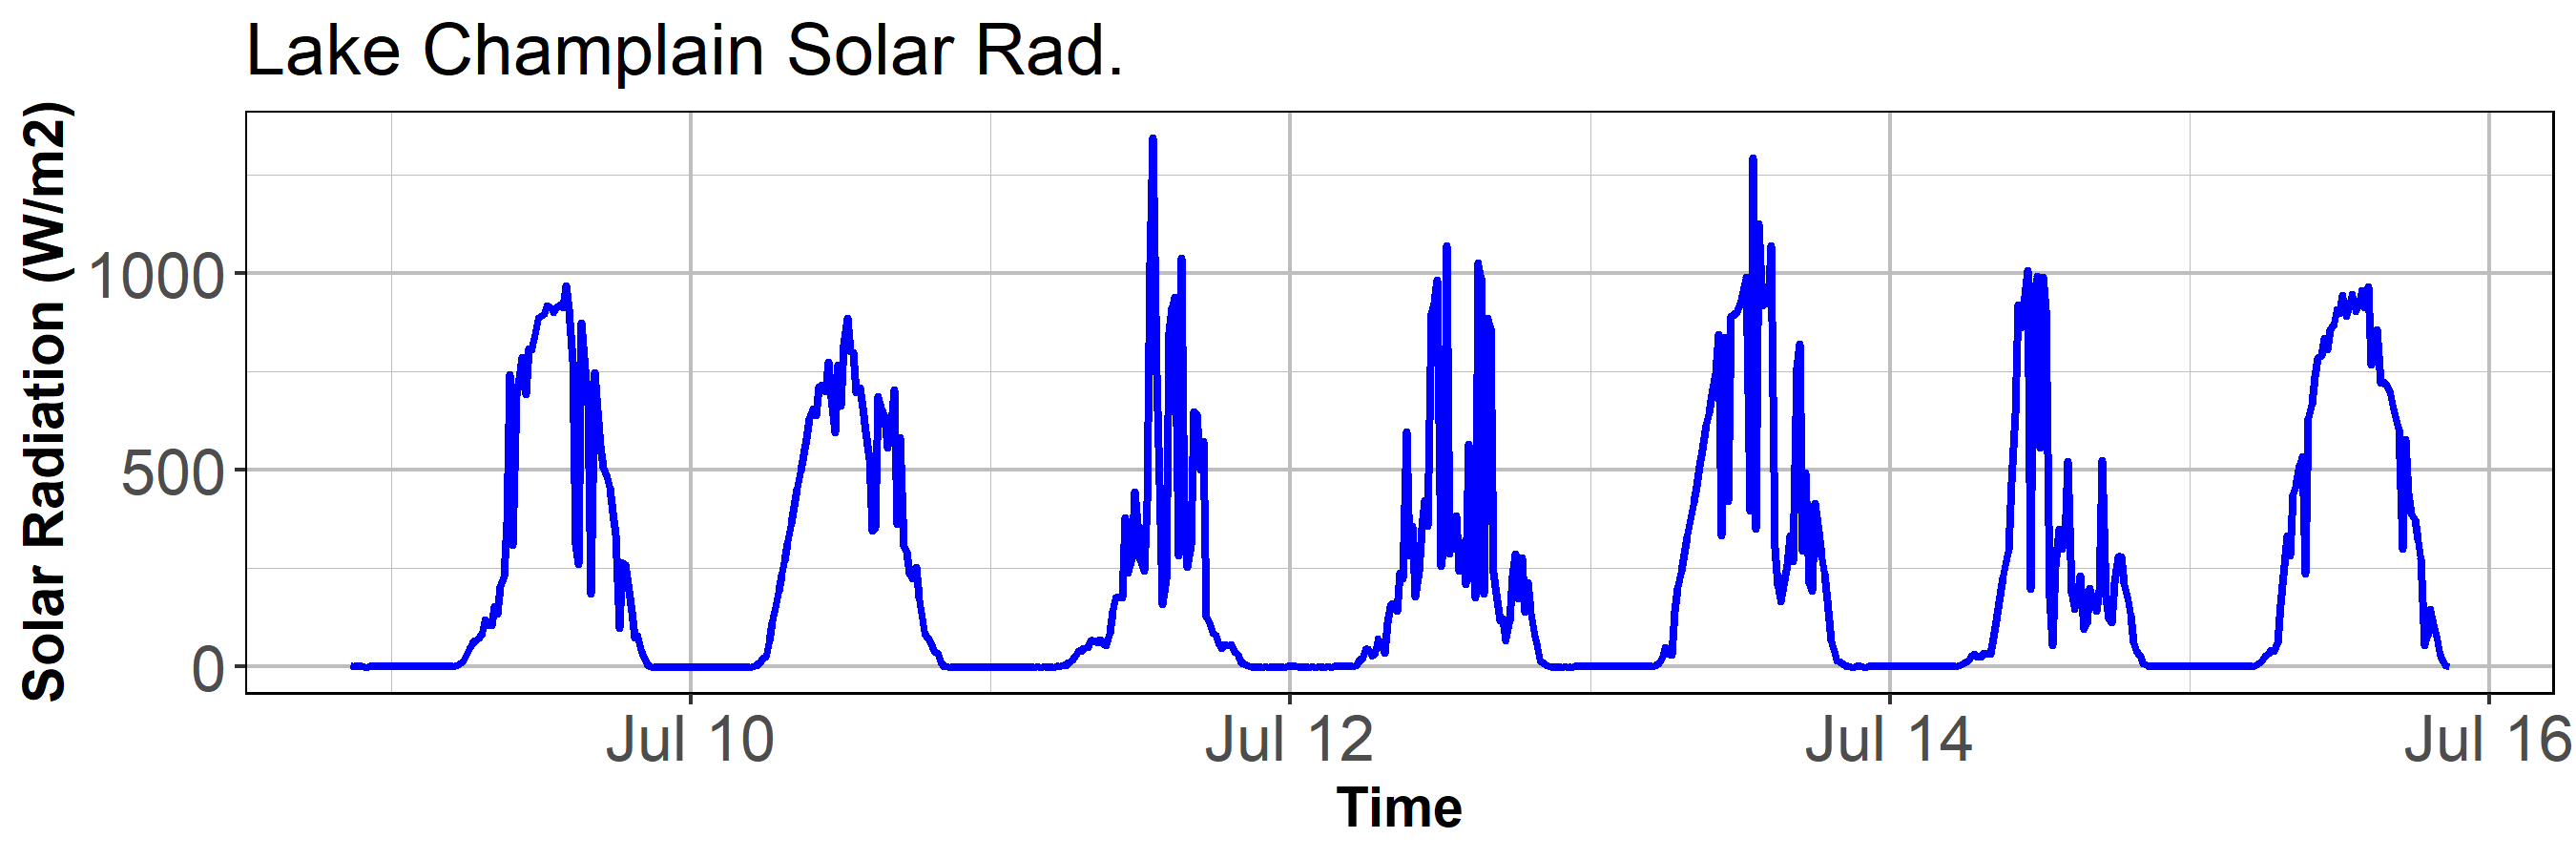 Lake Champlain Solar Rad.
Solar Radiation (W/m2)
1000
500
0
Jul 10 Jul 12 Jul 14 Jul 16
Time